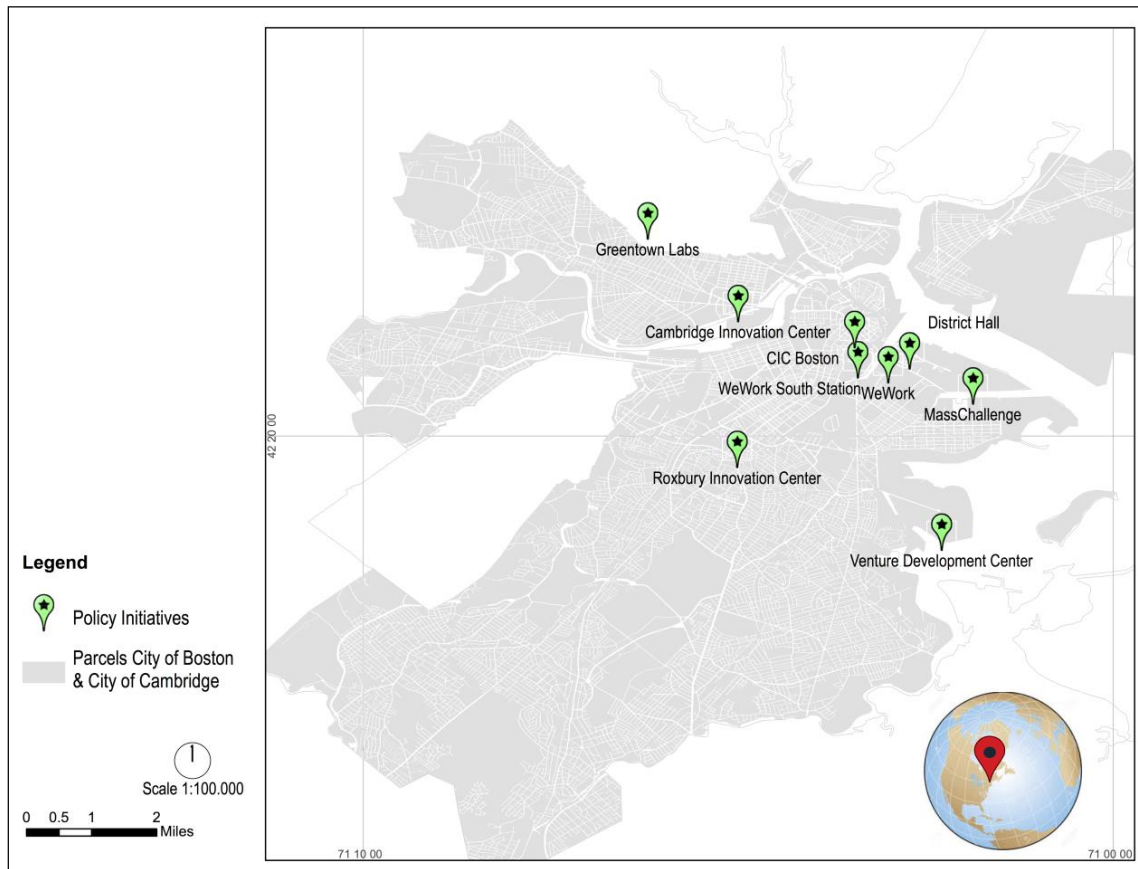 Greentown Labs
Cambridge Innovation Center
District Hall
CIC Boston
WeWork South Station
WeWork
MassChallenge
42 20 00
Roxbury Innovation Center
Venture Development Center
Legend
Policy Initiatives
Parcels City of Boston
& City of Cambridge
Scale 1:100.000
0 0.5 1 2
Miles
71 10 00
71 00 00